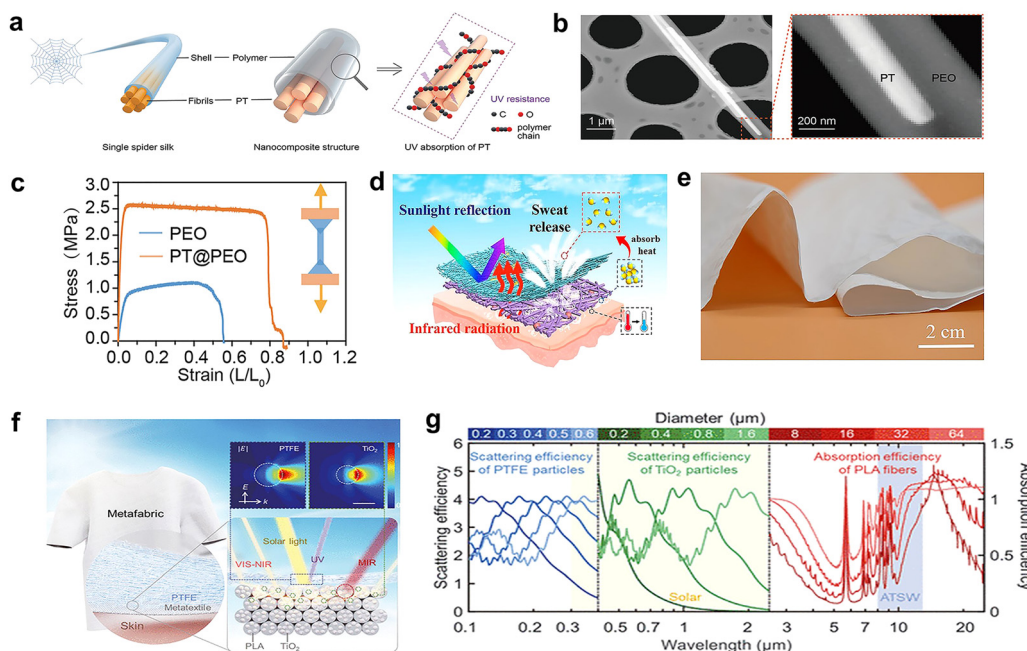 a
Shell
Polymer
Fibrils
PT
Single spider silk
Nanocomposite structure
UV resistance
C
O
polymer
chain
UV absorption of PT
b
1 μm
PT
PEO
200 nm
c
Stress (MPa)
3.0
2.5
2.0
1.5
1.0
0.5
0.0
PEO
PT@PEO
0
0.2
0.4
0.6
0.8
1.0
1.2
Strain (L/L₀)
d
Sunlight reflection
Sweat
release
absorb
heat
Infrared radiation
e
2 cm
f
Metafabric
PTFE
Metatextile
Skin
|E|
PTFE
TiO₂
E
k
1
Solar light
VIS-NIR
UV
MIR
PLA
TiO₂
g
Diameter (μm)
0.2 0.3 0.4 0.5 0.6
0.2 0.4 0.8 1.6
8 16 32 64
Scattering efficiency
of PTFE particles
Scattering efficiency
of TiO₂ particles
Absorption efficiency
of PLA fibers
Scattering efficiency
6
5
4
3
2
1
0
Solar
ATSW
1.5
1
0.5
0
Absorption efficiency
0.1
0.2
0.3
0.5
0.7
1
2
3
5
7
10
20
Wavelength (μm)